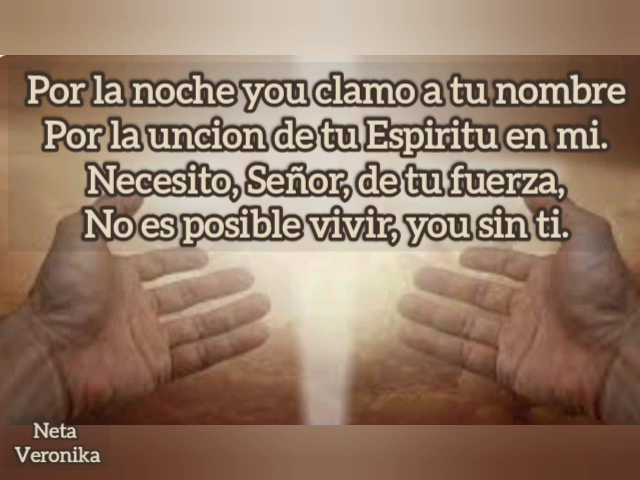 Por la noche you clamo a tu nombre
Por la uncion de tu Espiritu en mi.
Necesito, Señor, de tu fuerza,
No es posible vivir, you sin ti.
Neta
Veronika